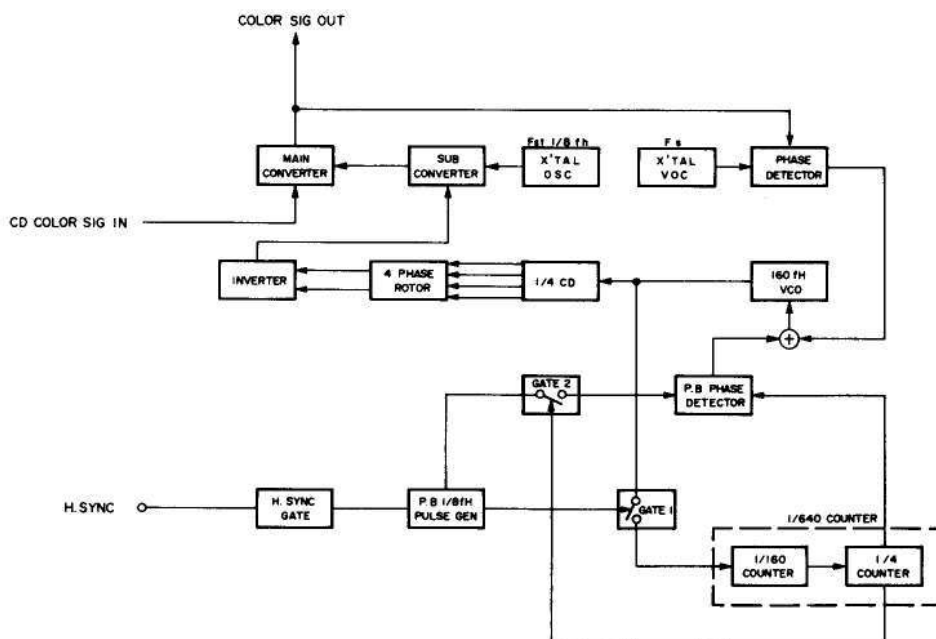 COLOR SIG OUT
Fst 1/8 fh
Fs
MAIN
CONVERTER
SUB
CONVERTER
X'TAL
OSC
X'TAL
VOC
PHASE
DETECTOR
CD COLOR SIG IN
INVERTER
4 PHASE
ROTOR
1/4 CD
160 fH
VCO
+
GATE 2
P.B PHASE
DETECTOR
H.SYNC
H. SYNC
GATE
P.B 1/8fH
PULSE GEN
GATE 1
1/640 COUNTER
1/160
COUNTER
1/4
COUNTER